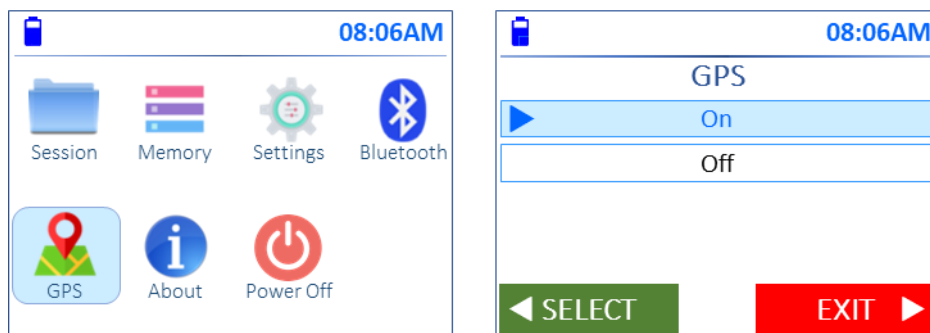 08:06AM
Session Memory Settings Bluetooth
GPS About Power Off
08:06AM
GPS
On
Off
SELECT EXIT